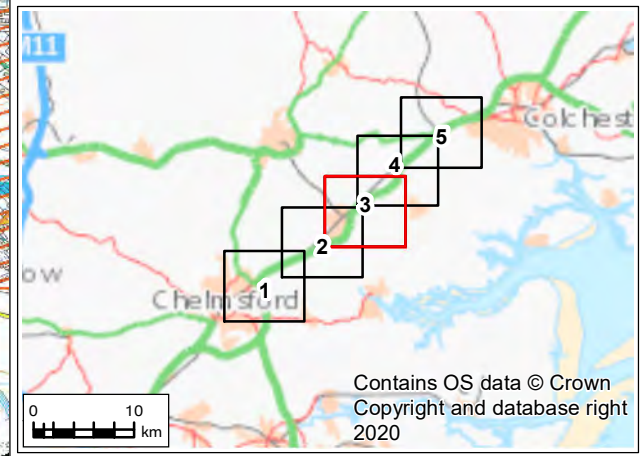 M11
Colchest
5
4
3
2
ow
1
Chelmsford
Contains OS data © Crown
Copyright and database right
2020
0 10
km